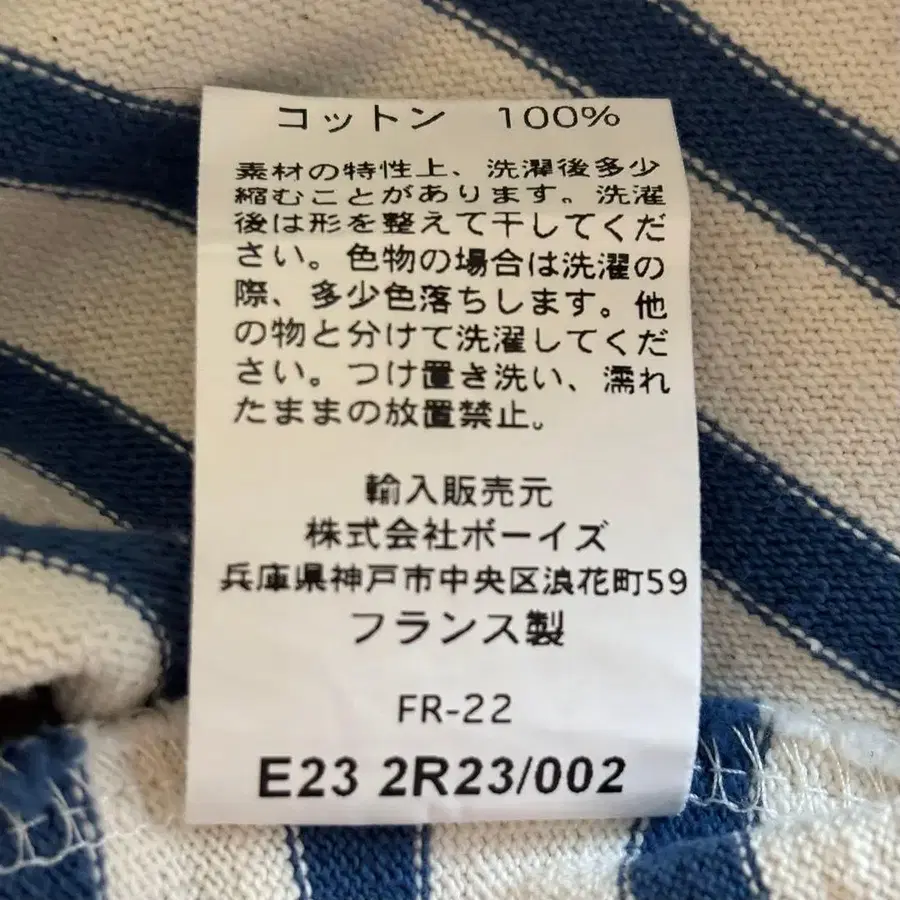 コットン 100%
素材の特性上、洗濯後多少
縮むことがあります。洗濯
後は形を整えて干してくだ
さい。色物の場合は洗濯の
際、多少色落ちします。他
の物と分けて洗濯してくだ
さい。つけ置き洗い、濡れ
たままの放置禁止。
輸入販売元
株式会社ボーイズ
兵庫県神戸市中央区浪花町59
フランス製
FR-22
E23 2R23/002